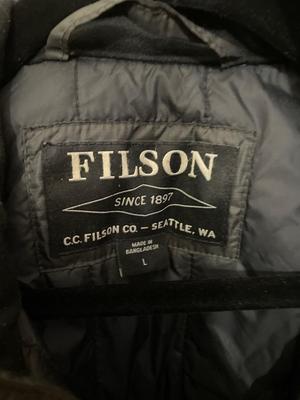 FILSON
SINCE 1897
C.C. FILSON CO. – SEATTLE, WA
MADE IN
BANGLADESH
L